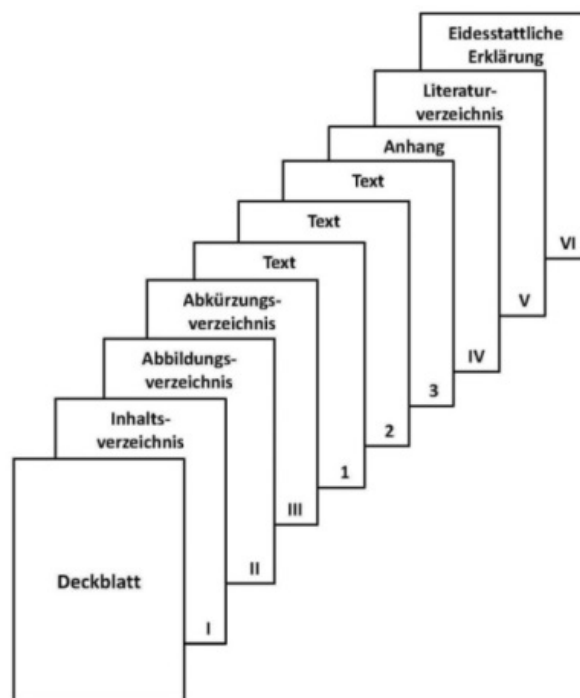 Eidesstattliche
Erklärung
VI
Literatur-
verzeichnis
V
Anhang
IV
Text
3
Text
2
Text
1
Abkürzungs-
verzeichnis
III
Abbildungs-
verzeichnis
II
Inhalts-
verzeichnis
I
Deckblatt